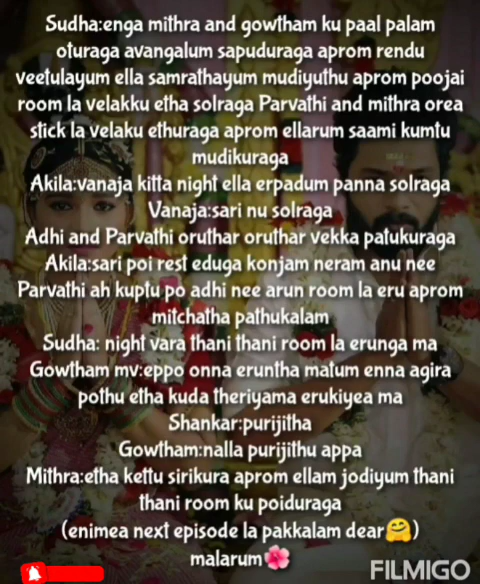 Sudha:enga mithra and gowtham ku paal palam
oturaga avangalum sapuduraga aprom rendu
veetulayum ella samrathayum mudiyuthu aprom poojai
room la velakku etha solraga Parvathi and mithra orea
stick la velaku ethuraga aprom ellarum saami kumtu
mudikuraga
Akila:vanaja kitta night ella erpadum panna solraga
Vanaja:sari nu solraga
Adhi and Parvathi oruthar oruthar vekka patukuraga
Akila:sari poi rest eduga konjam neram anu nee
Parvathi ah kuptu po adhi nee arun room la eru aprom
mitchatha pathukalam
Sudha: night vara thani thani room la erunga ma
Gowtham mv:eppo onna eruntha matum enna agira
pothu etha kuda theriyama erukiyea ma
Shankar:purijitha
Gowtham:nalla purijithu appa
Mithra:etha kettu sirikura aprom ellam jodiyum thani
thani room ku poiduraga
(enimea next episode la pakkalam dear🤗)
malarum🌺
FILMIGO